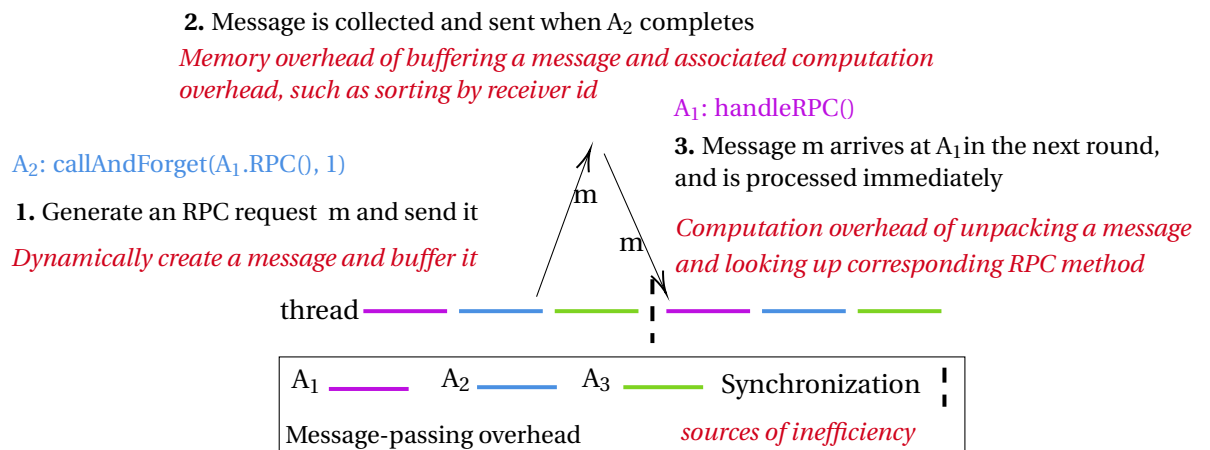 2. Message is collected and sent when A₂ completes
Memory overhead of buffering a message and associated computation
overhead, such as sorting by receiver id
A₁: handleRPC()
3. Message m arrives at A₁in the next round,
and is processed immediately
A₂: callAndForget(A₁.RPC(), 1)
1. Generate an RPC request m and send it
Dynamically create a message and buffer it
m
m
Computation overhead of unpacking a message
and looking up corresponding RPC method
thread
A₁ A₂ A₃ Synchronization
Message-passing overhead sources of inefficiency